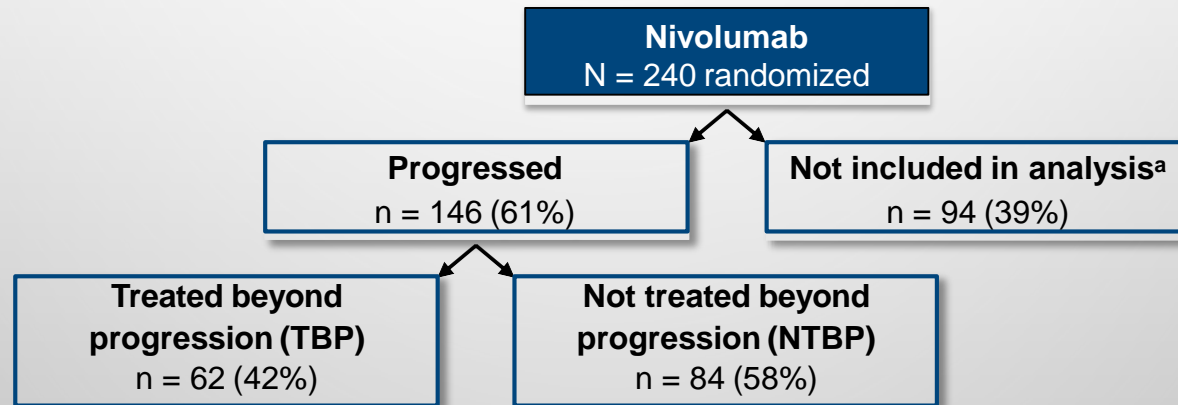 Nivolumab
N = 240 randomized
Progressed
n = 146 (61%)
Not included in analysisᵃ
n = 94 (39%)
Treated beyond
progression (TBP)
n = 62 (42%)
Not treated beyond
progression (NTBP)
n = 84 (58%)